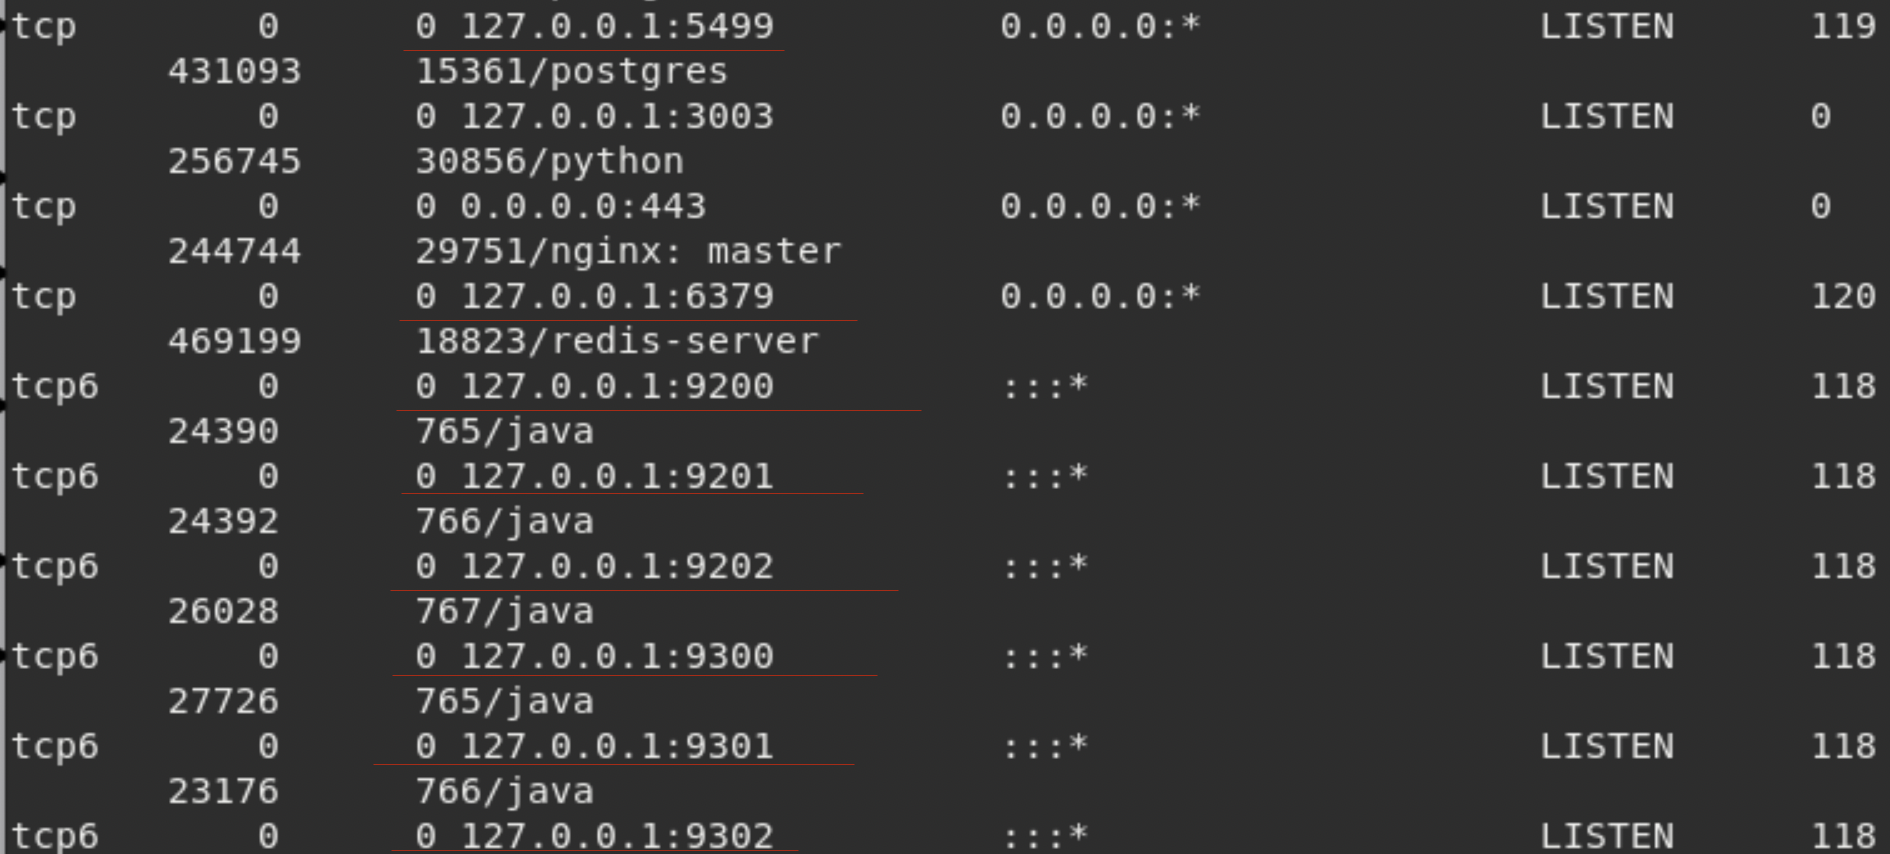 tcp 0 0 127.0.0.1:5499 0.0.0.0:* LISTEN 119
431093 15361/postgres
tcp 0 0 127.0.0.1:3003 0.0.0.0:* LISTEN 0
256745 30856/python
tcp 0 0 0.0.0.0:443 0.0.0.0:* LISTEN 0
244744 29751/nginx: master
tcp 0 0 127.0.0.1:6379 0.0.0.0:* LISTEN 120
469199 18823/redis-server
tcp6 0 0 127.0.0.1:9200 :::* LISTEN 118
24390 765/java
tcp6 0 0 127.0.0.1:9201 :::* LISTEN 118
24392 766/java
tcp6 0 0 127.0.0.1:9202 :::* LISTEN 118
26028 767/java
tcp6 0 0 127.0.0.1:9300 :::* LISTEN 118
27726 765/java
tcp6 0 0 127.0.0.1:9301 :::* LISTEN 118
23176 766/java
tcp6 0 0 127.0.0.1:9302 :::* LISTEN 118